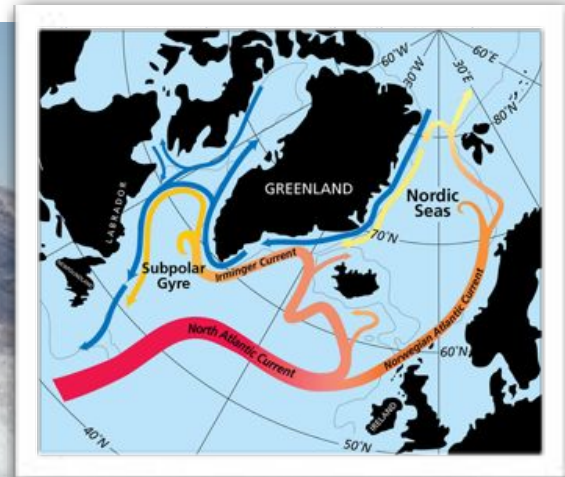 60°W
30°W
60°E
30°E
80°N
GREENLAND
Nordic
Seas
LABRADOR
70°N
Subpolar
Gyre
Irminger Current
North Atlantic Current
Norwegian Atlantic Current
60°N
IRELAND
40°N
50°N